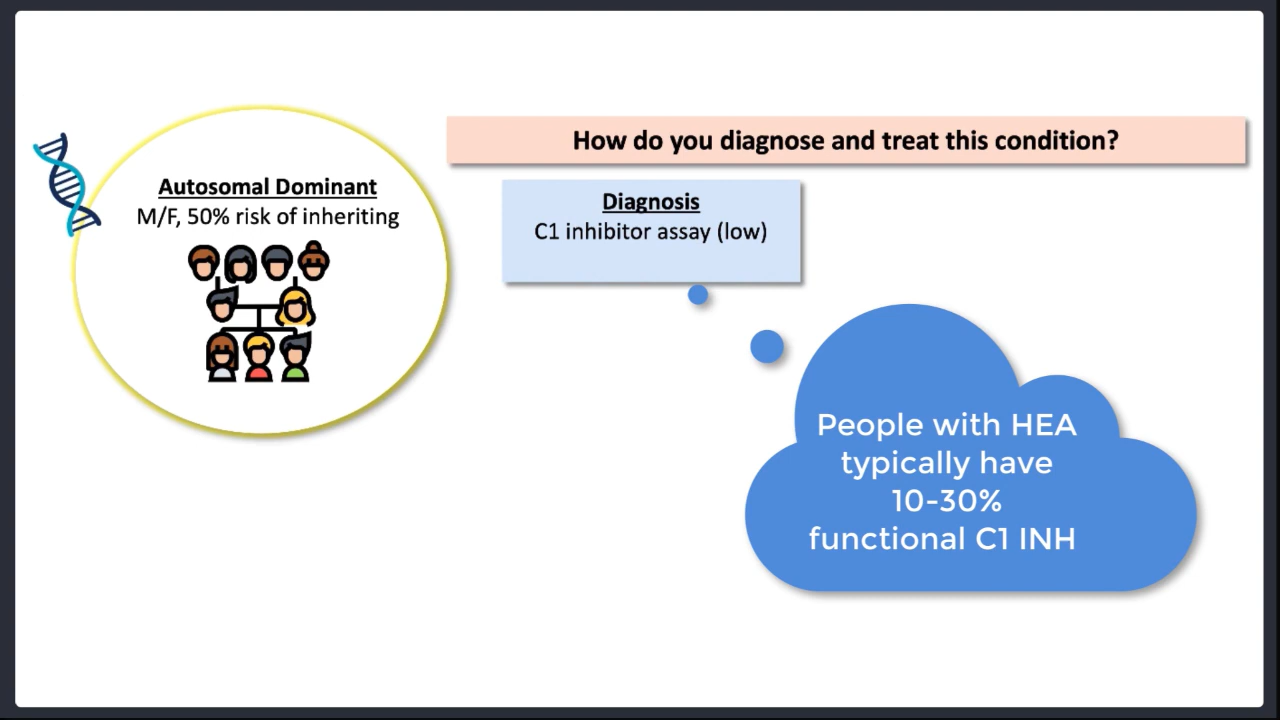 How do you diagnose and treat this condition?
Autosomal Dominant
M/F, 50% risk of inheriting
Diagnosis
C1 inhibitor assay (low)
People with HEA
typically have
10-30%
functional C1 INH